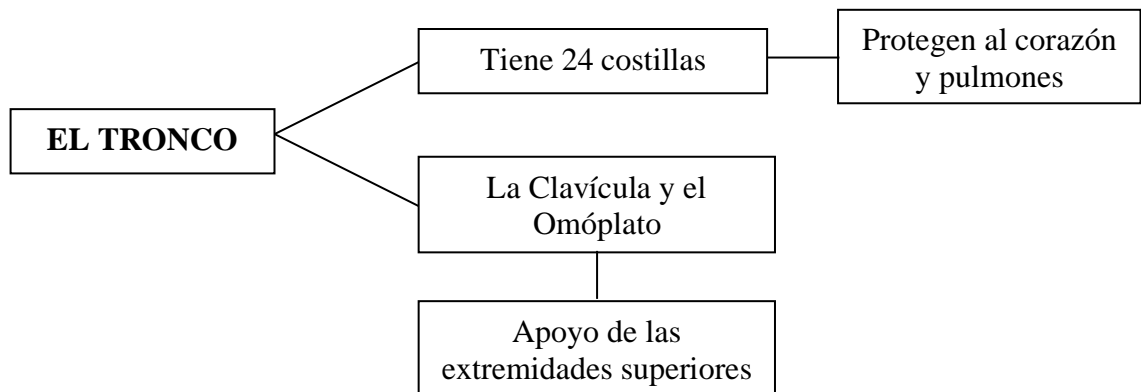 EL TRONCO
Tiene 24 costillas
Protegen al corazón
y pulmones
La Clavícula y el
Omóplato
Apoyo de las
extremidades superiores